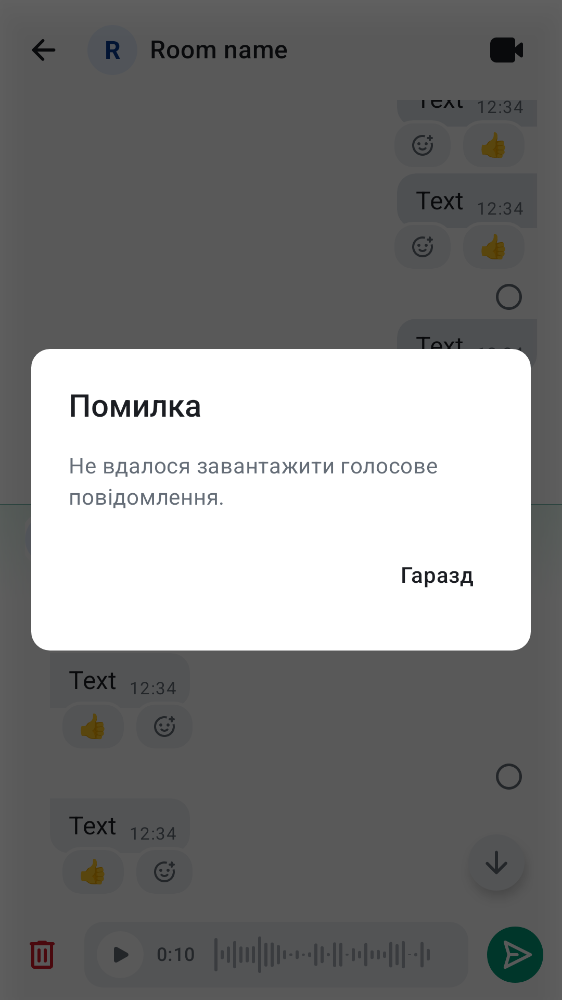 R
Room name
Text 12:34
Text 12:34
Text
Помилка
Не вдалося завантажити голосове
повідомлення.
Гаразд
Text 12:34
Text 12:34
0:10